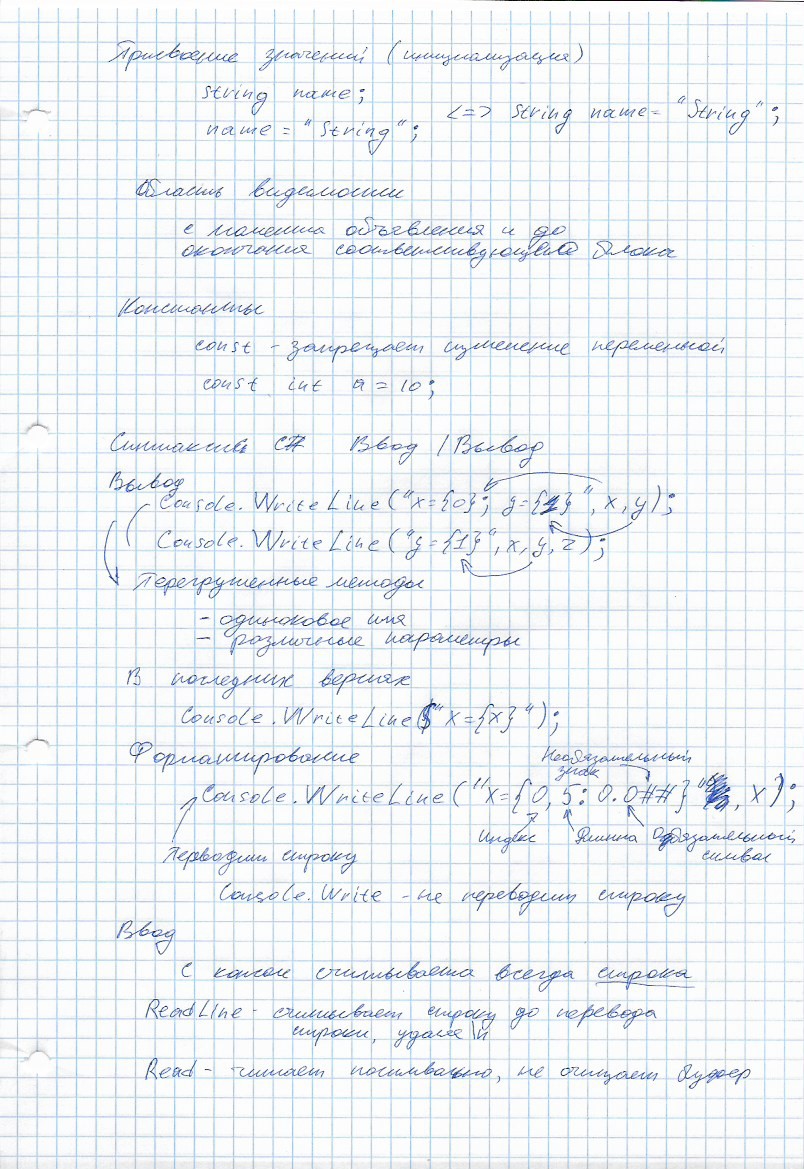 Присвоение значений (инициализация)
string name;
name = "String"; <=> string name = "String";
Область видимости
с момента объявления и до
окончания соответствующего блока
Константы
const - запрещает изменение переменной
const int a = 10;
Синтаксис C# Ввод / Вывод
Вывод
Console.WriteLine("x={0}; y={1}", x, y);
Console.WriteLine("y={1}", x, y, z);
Перегруженные методы
- одинаковое имя
- различные параметры
В последних версиях
Console.WriteLine($"x={x}");
Форматирование
Необязательный
знак
Console.WriteLine("x={0,5:0.0##}", x);
индекс Длинна Обязательный
символ
Переводит строку
Console.Write - не переводит строку
Ввод
С консоли считывается всегда строка
ReadLine - считывает строку до перевода
строки, удаляя \n
Read - читает посимвольно, не очищает буфер